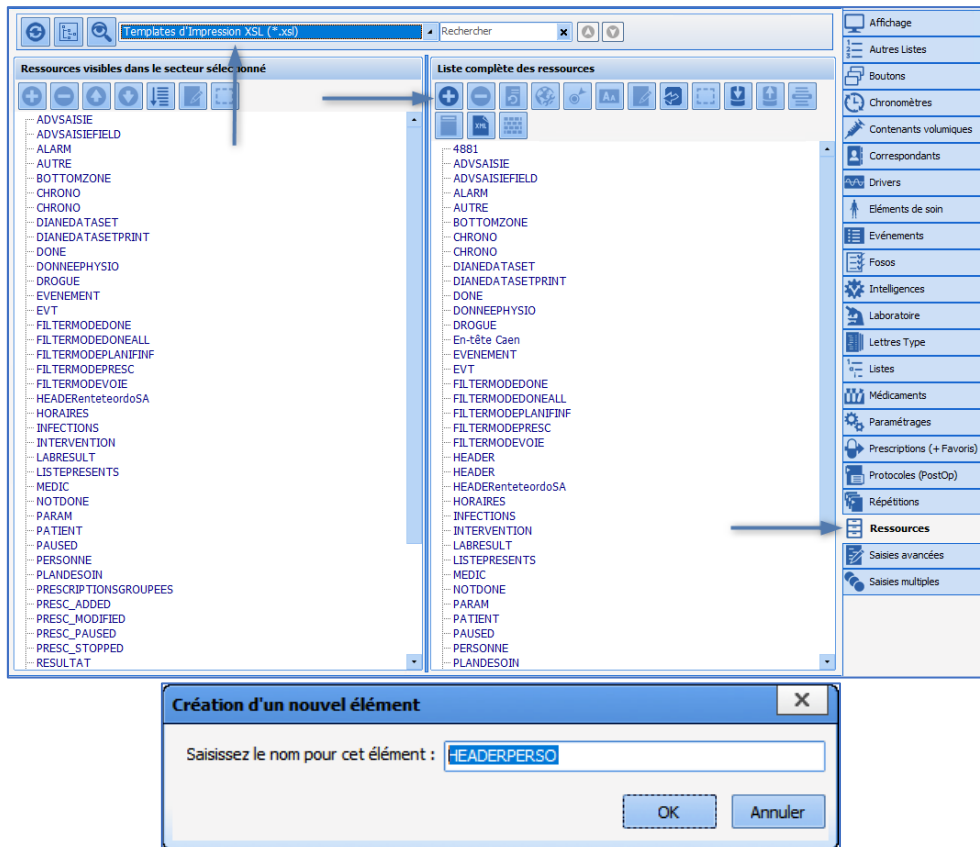 Templates d'Impression XSL (*.xsl)
Rechercher
Ressources visibles dans le secteur sélectionné
ADVSAISIE
ADVSAISIEFIELD
ALARM
AUTRE
BOTTOMZONE
CHRONO
CHRONO
DIANEDATASET
DIANEDATASETPRINT
DONE
DONNEEPHYSIO
DROGUE
EVENEMENT
EVT
FILTERMODEDONE
FILTERMODEDONEALL
FILTERMODEPLANIFINF
FILTERMODEPRESC
FILTERMODEVOIE
HEADERenteteordoSA
HORAIRES
INFECTIONS
INTERVENTION
LABRESULT
LISTEPRESENTS
MEDIC
NOTDONE
PARAM
PATIENT
PAUSED
PERSONNE
PLANDESOIN
PRESCRIPTIONSGROUPEES
PRESC_ADDED
PRESC_MODIFIED
PRESC_PAUSED
PRESC_STOPPED
RESULTAT
Liste complète des ressources
Aa
XML
4881
ADVSAISIE
ADVSAISIEFIELD
ALARM
AUTRE
BOTTOMZONE
CHRONO
CHRONO
DIANEDATASET
DIANEDATASETPRINT
DONE
DONNEEPHYSIO
DROGUE
En-tête Caen
EVENEMENT
EVT
FILTERMODEDONE
FILTERMODEDONEALL
FILTERMODEPLANIFINF
FILTERMODEPRESC
FILTERMODEVOIE
HEADER
HEADER
HEADERenteteordoSA
HORAIRES
INFECTIONS
INTERVENTION
LABRESULT
LISTEPRESENTS
MEDIC
NOTDONE
PARAM
PATIENT
PAUSED
PERSONNE
PLANDESOIN
Affichage
Autres Listes
Boutons
Chronomètres
Contenants volumiques
Correspondants
Drivers
Eléments de soin
Evénements
Fosos
Intelligences
Laboratoire
Lettres Type
Listes
Médicaments
Paramétrages
Prescriptions (+ Favoris)
Protocoles (PostOp)
Répétitions
Ressources
Saisies avancées
Saisies multiples
Création d'un nouvel élément
Saisissez le nom pour cet élément : HEADERPERSO
OK
Annuler